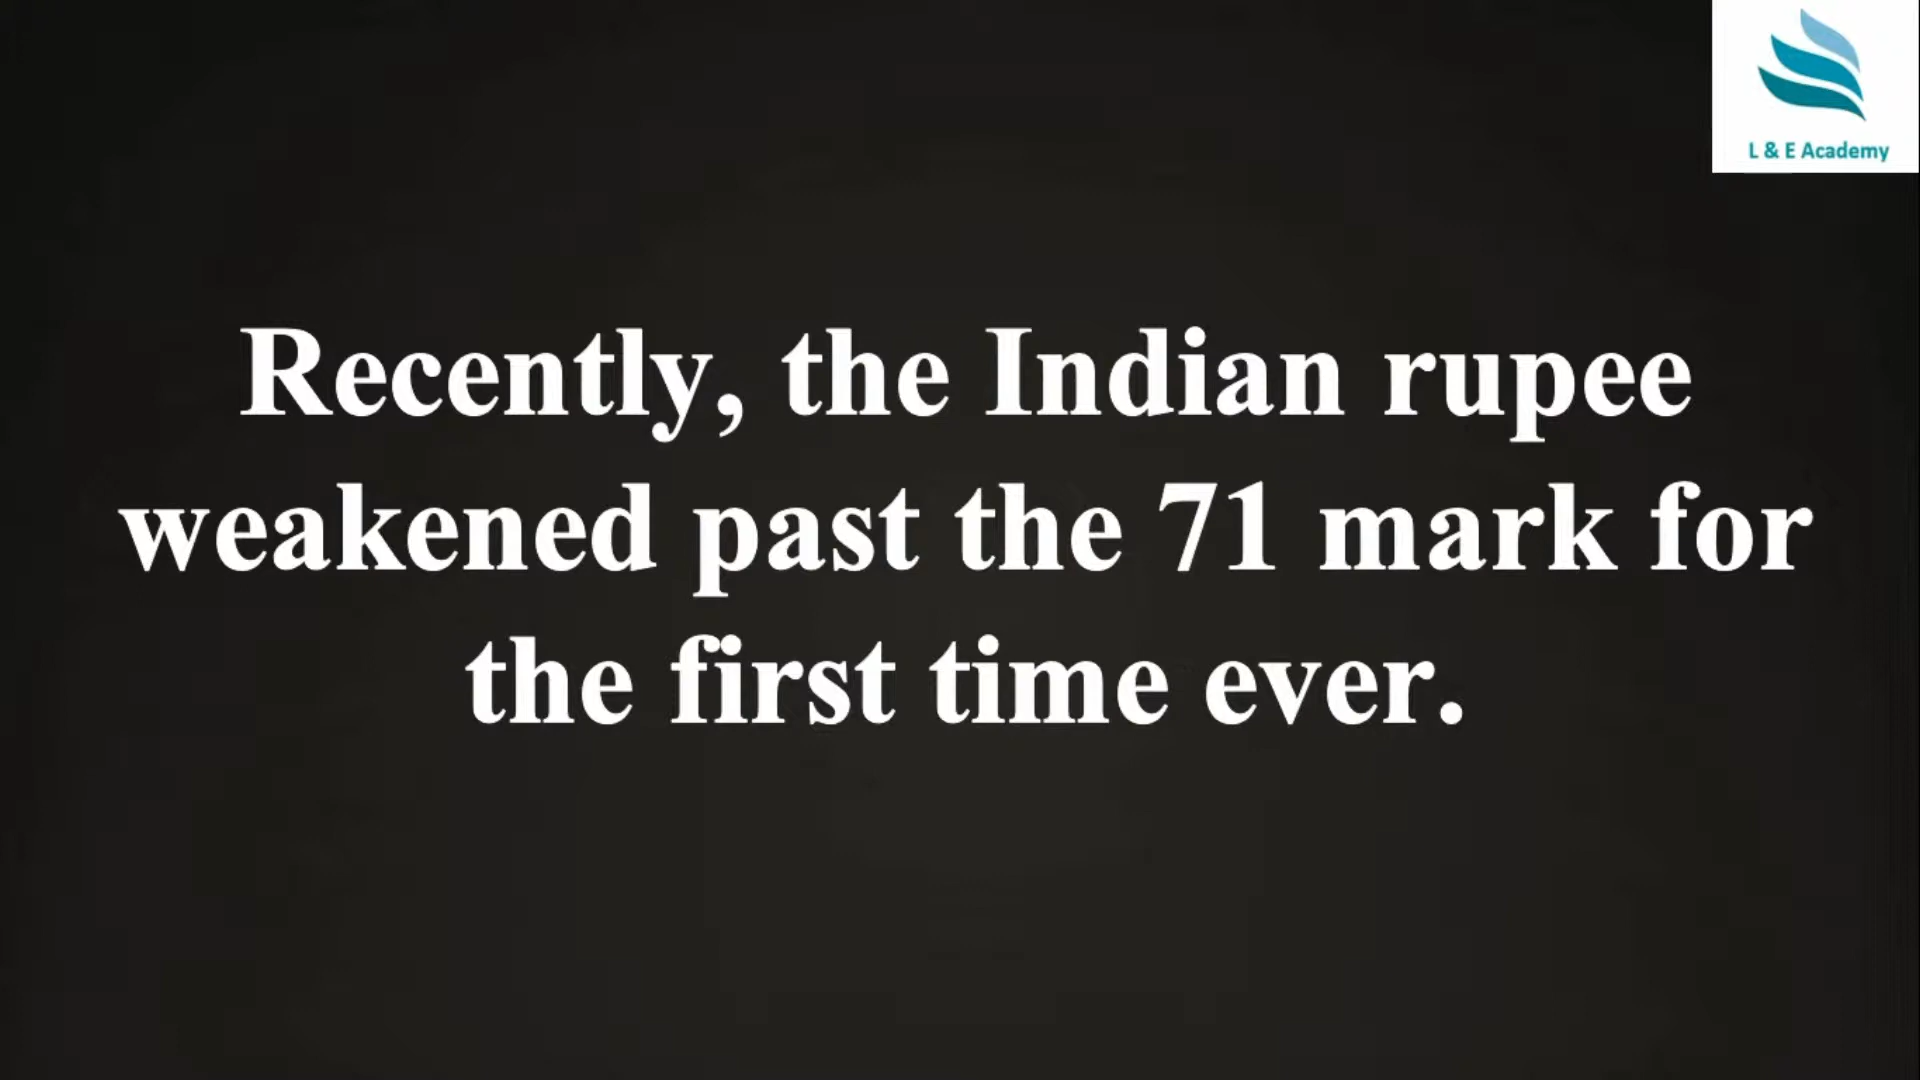 L & E Academy
Recently, the Indian rupee
weakened past the 71 mark for
the first time ever.